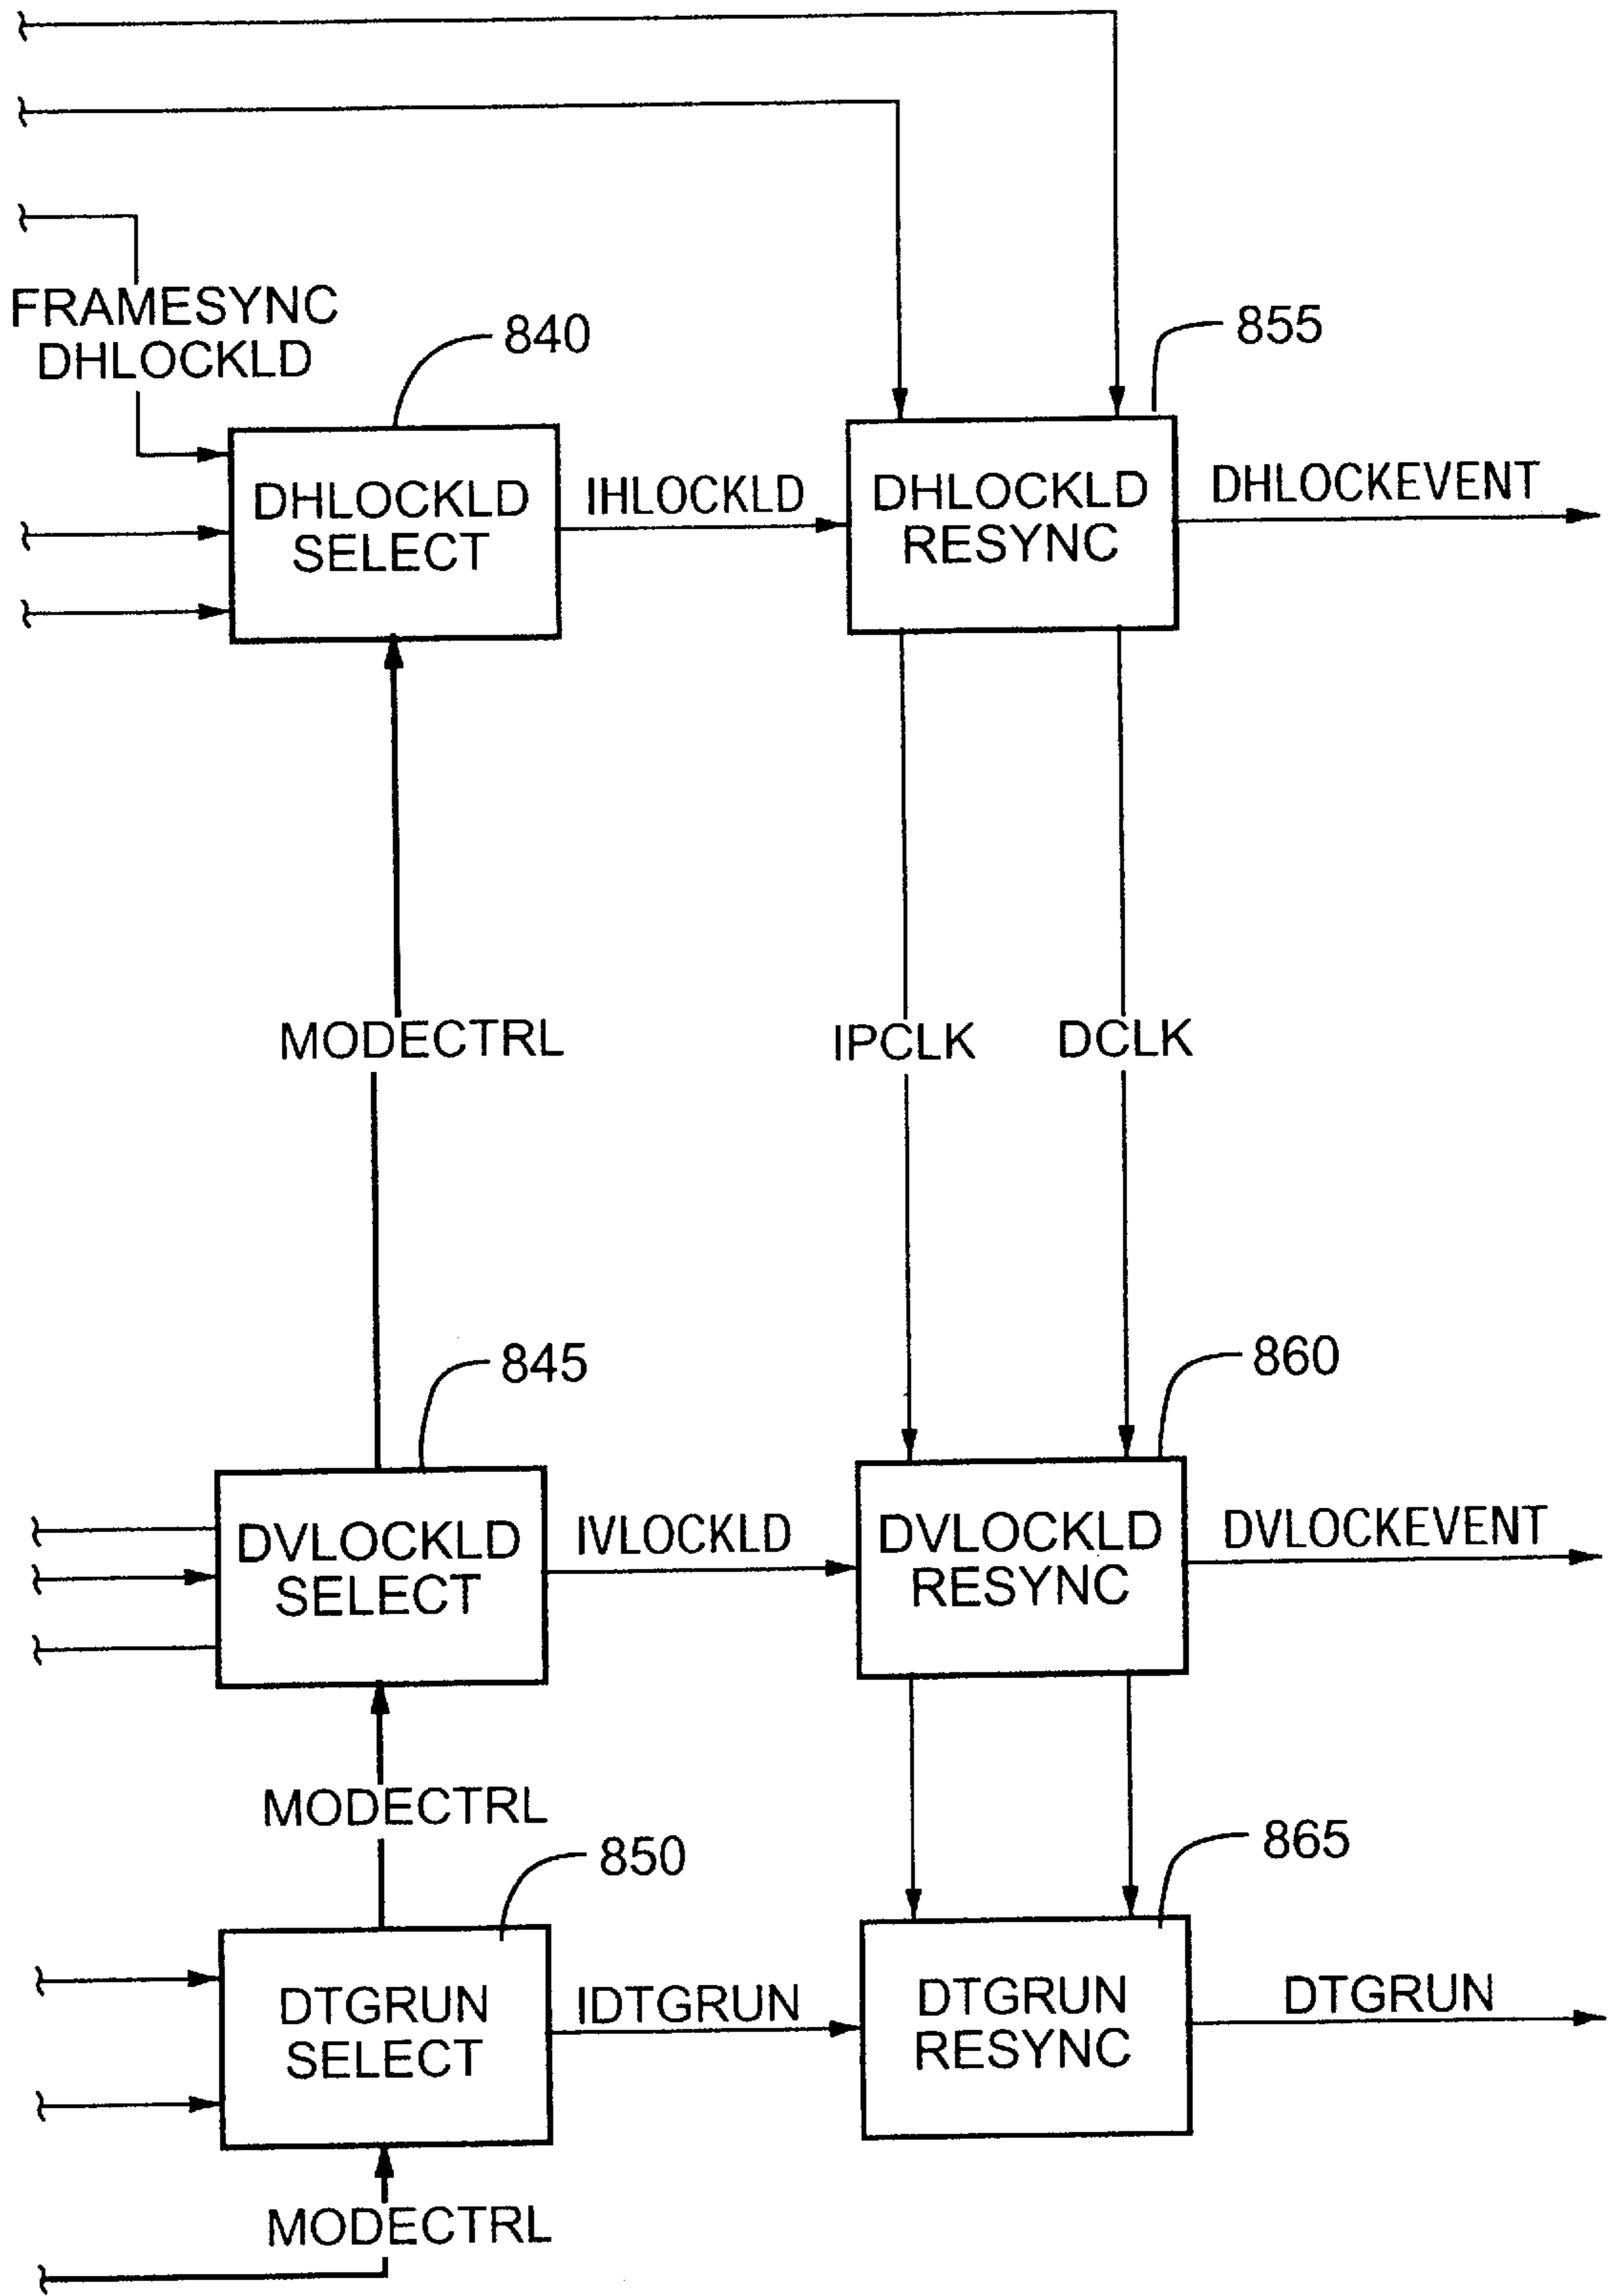 FRAMESYNC
DHLOCKLD
840
855
DHLOCKLD
SELECT
IHLOCKLD
DHLOCKLD
RESYNC
DHLOCKEVENT
MODECTRL
IPCLK
DCLK
845
860
DVLOCKLD
SELECT
IVLOCKLD
DVLOCKLD
RESYNC
DVLOCKEVENT
MODECTRL
850
865
DTGRUN
SELECT
IDTGRUN
DTGRUN
RESYNC
DTGRUN
MODECTRL